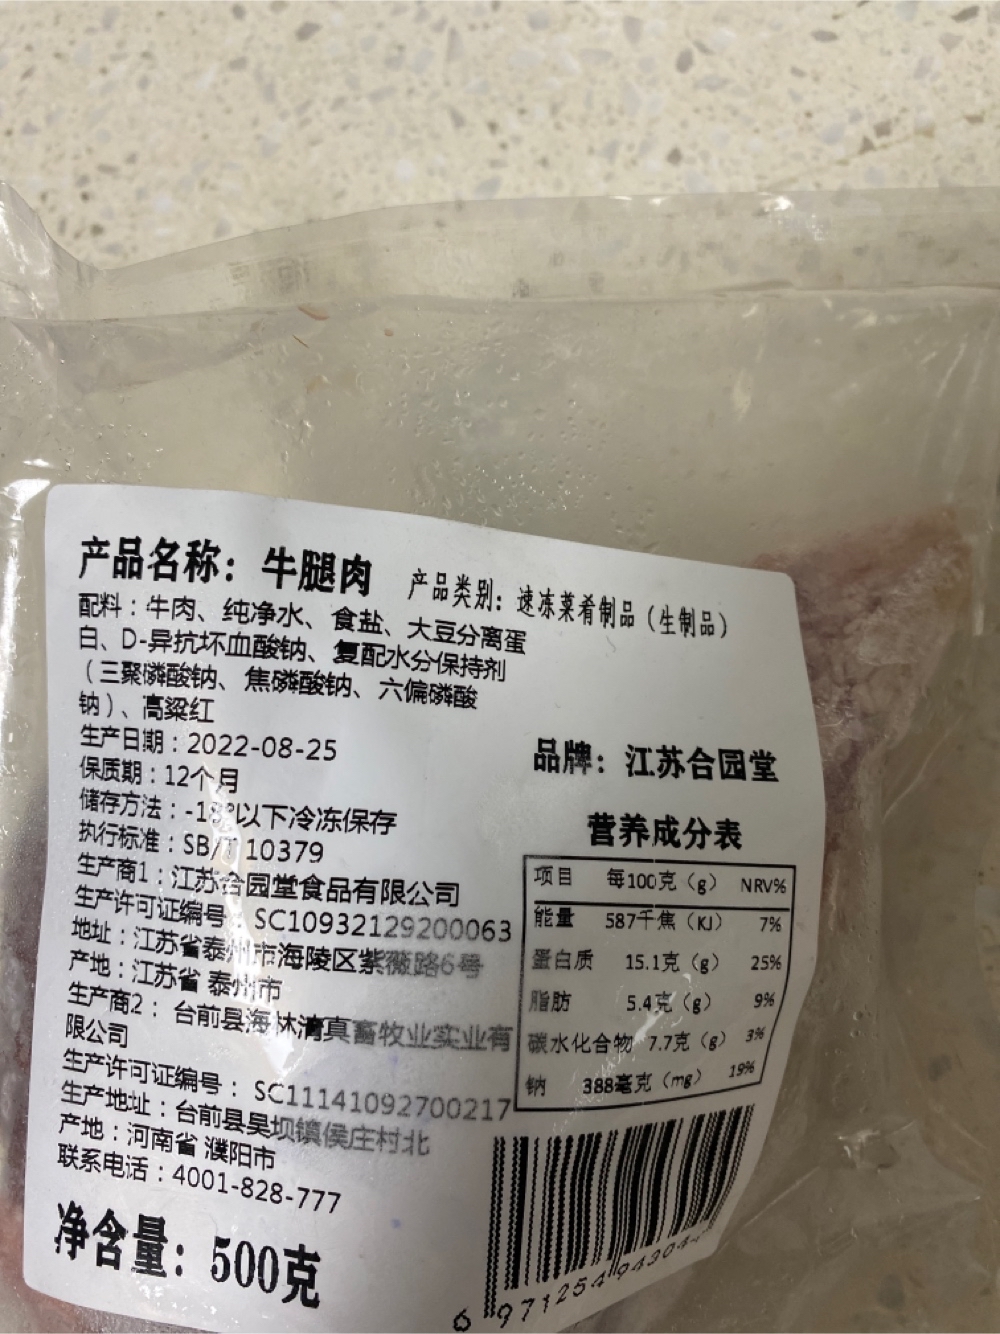 产品名称：牛腿肉 产品类别：速冻菜肴制品（生制品）
配料：牛肉、纯净水、食盐、大豆分离蛋
白、D-异抗坏血酸钠、复配水分保持剂
（三聚磷酸钠、焦磷酸钠、六偏磷酸
钠）、高粱红
生产日期：2022-08-25
保质期：12个月
储存方法：-18°以下冷冻保存
执行标准：SB/T 10379
生产商1：江苏合园堂食品有限公司
生产许可证编号：SC10932129200063
地址：江苏省泰州市海陵区紫薇路6号
产地：江苏省 泰州市
生产商2：台前县海林清真畜牧业实业有
限公司
生产许可证编号：SC11141092700217
生产地址：台前县吴坝镇侯庄村北
产地：河南省 濮阳市
联系电话：4001-828-777
净含量：500克
品牌：江苏合园堂
营养成分表
项目 每100克（g） NRV%
能量 587千焦（KJ） 7%
蛋白质 15.1克（g） 25%
脂肪 5.4克（g） 9%
碳水化合物 7.7克（g） 3%
钠 388毫克（mg） 19%
6 971254 94304